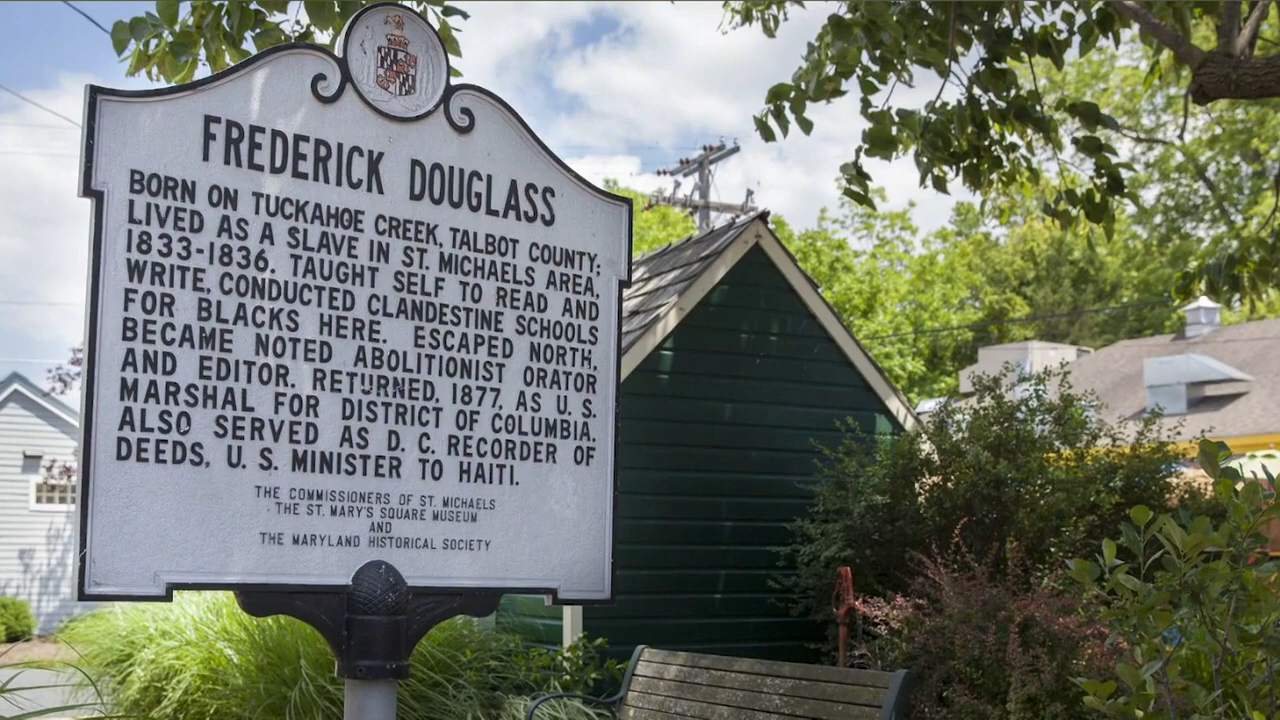 FREDERICK DOUGLASS
BORN ON TUCKAHOE CREEK, TALBOT COUNTY;
LIVED AS A SLAVE IN ST. MICHAELS AREA,
1833-1836. TAUGHT SELF TO READ AND
WRITE, CONDUCTED CLANDESTINE SCHOOLS
FOR BLACKS HERE. ESCAPED NORTH,
BECAME NOTED ABOLITIONIST ORATOR
AND EDITOR. RETURNED, 1877, AS U. S.
MARSHAL FOR DISTRICT OF COLUMBIA.
ALSO SERVED AS D. C. RECORDER OF
DEEDS, U. S. MINISTER TO HAITI.
THE COMMISSIONERS OF ST. MICHAELS
THE ST. MARY'S SQUARE MUSEUM
AND
THE MARYLAND HISTORICAL SOCIETY